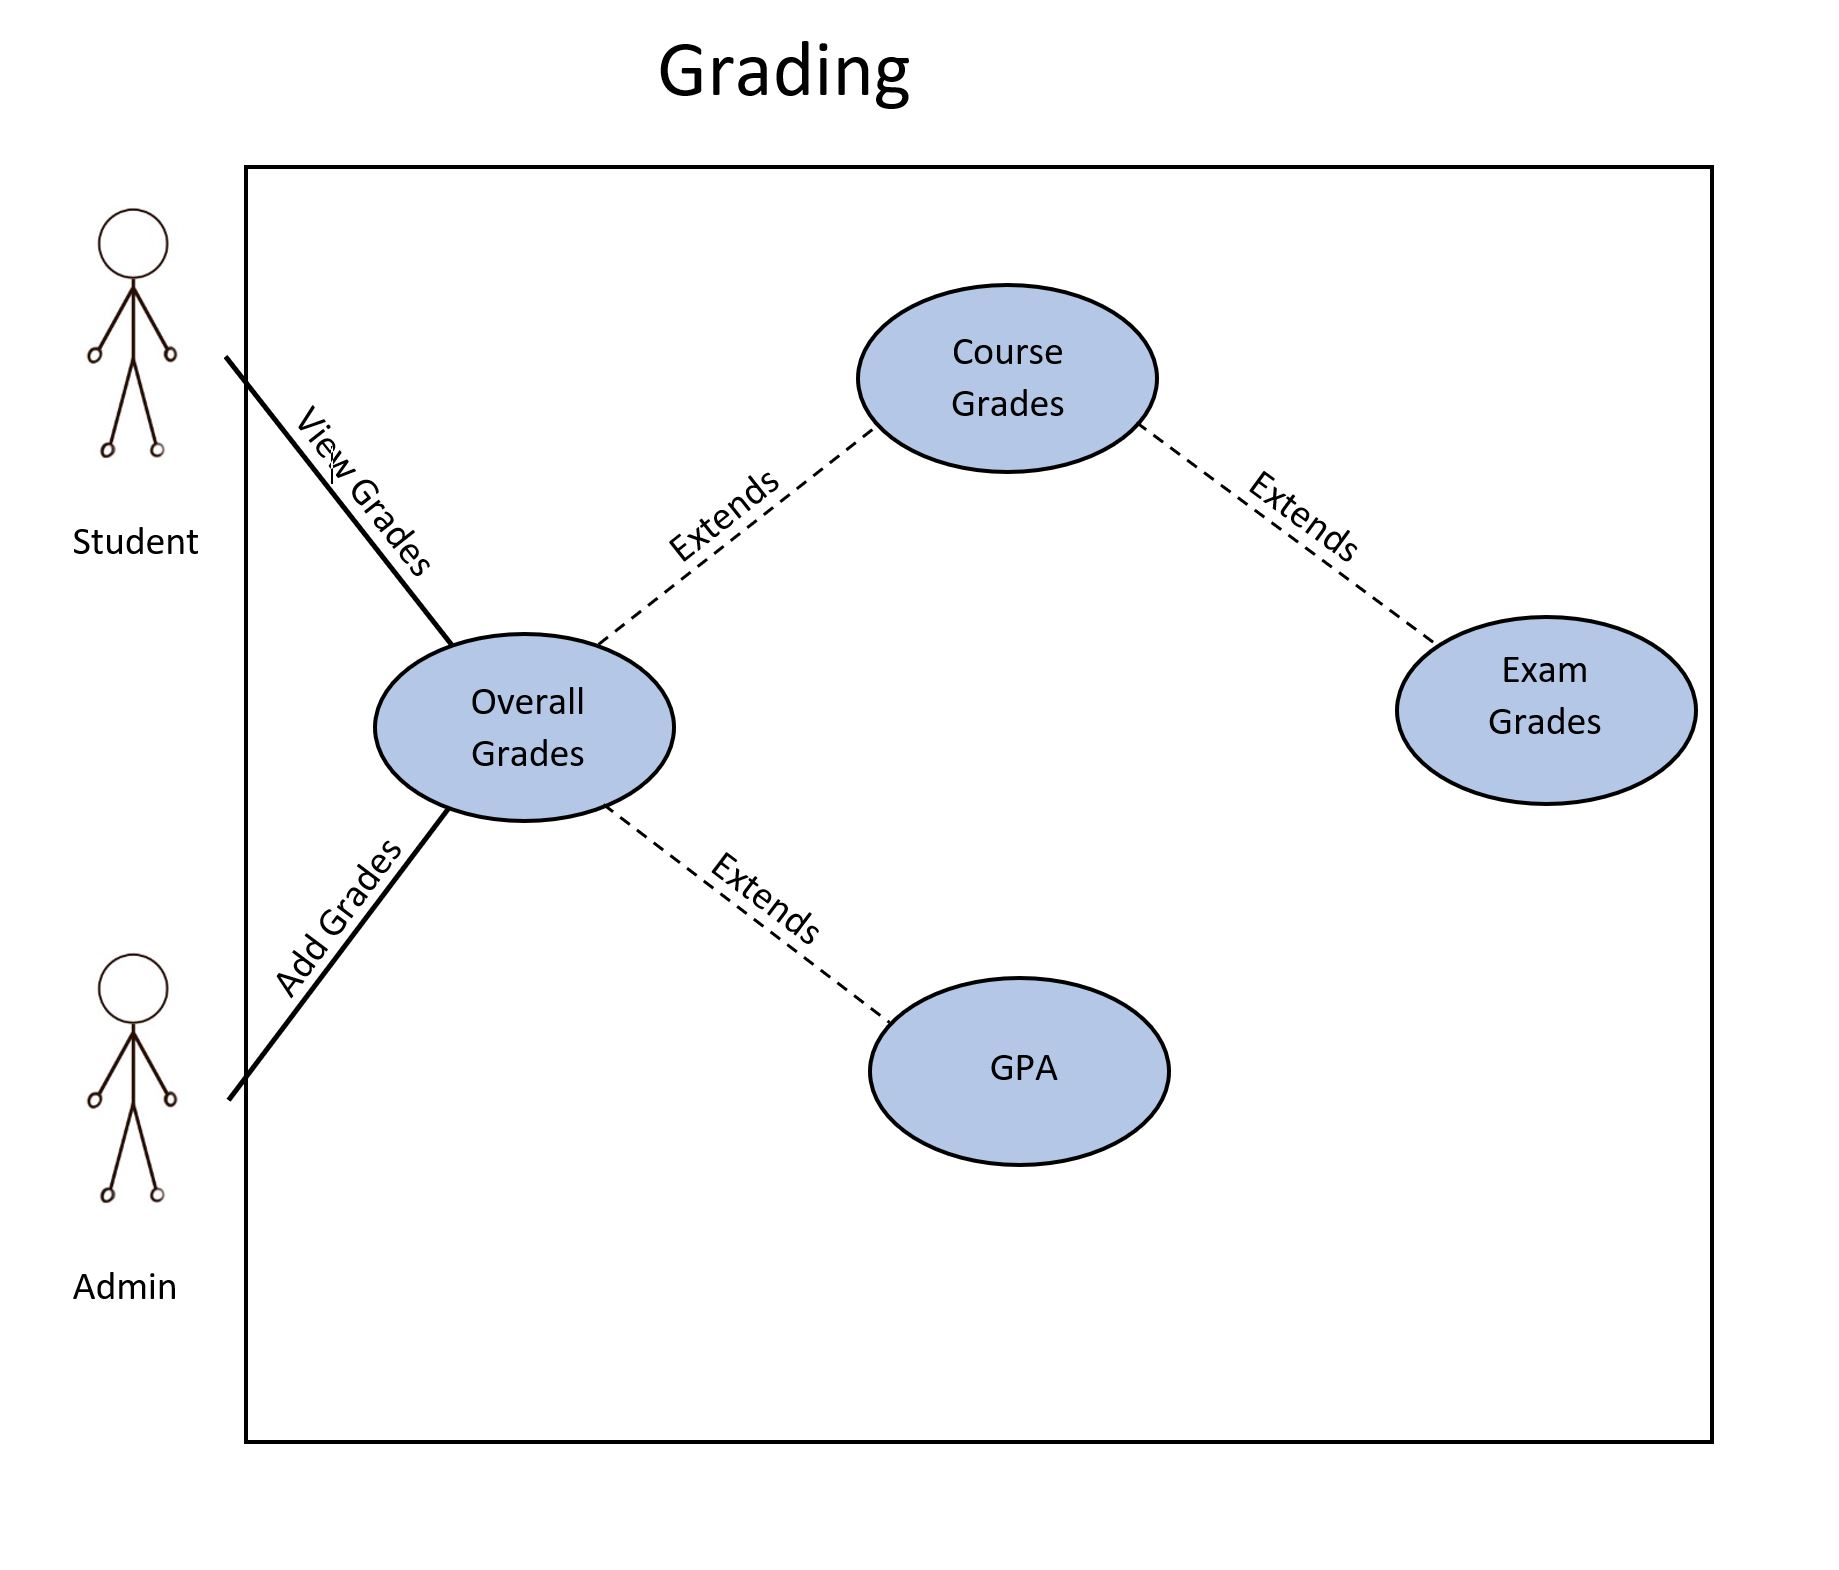 Grading
Student
View Grades
Course
Grades
Extends
Extends
Overall
Grades
Exam
Grades
Add Grades
Extends
GPA
Admin